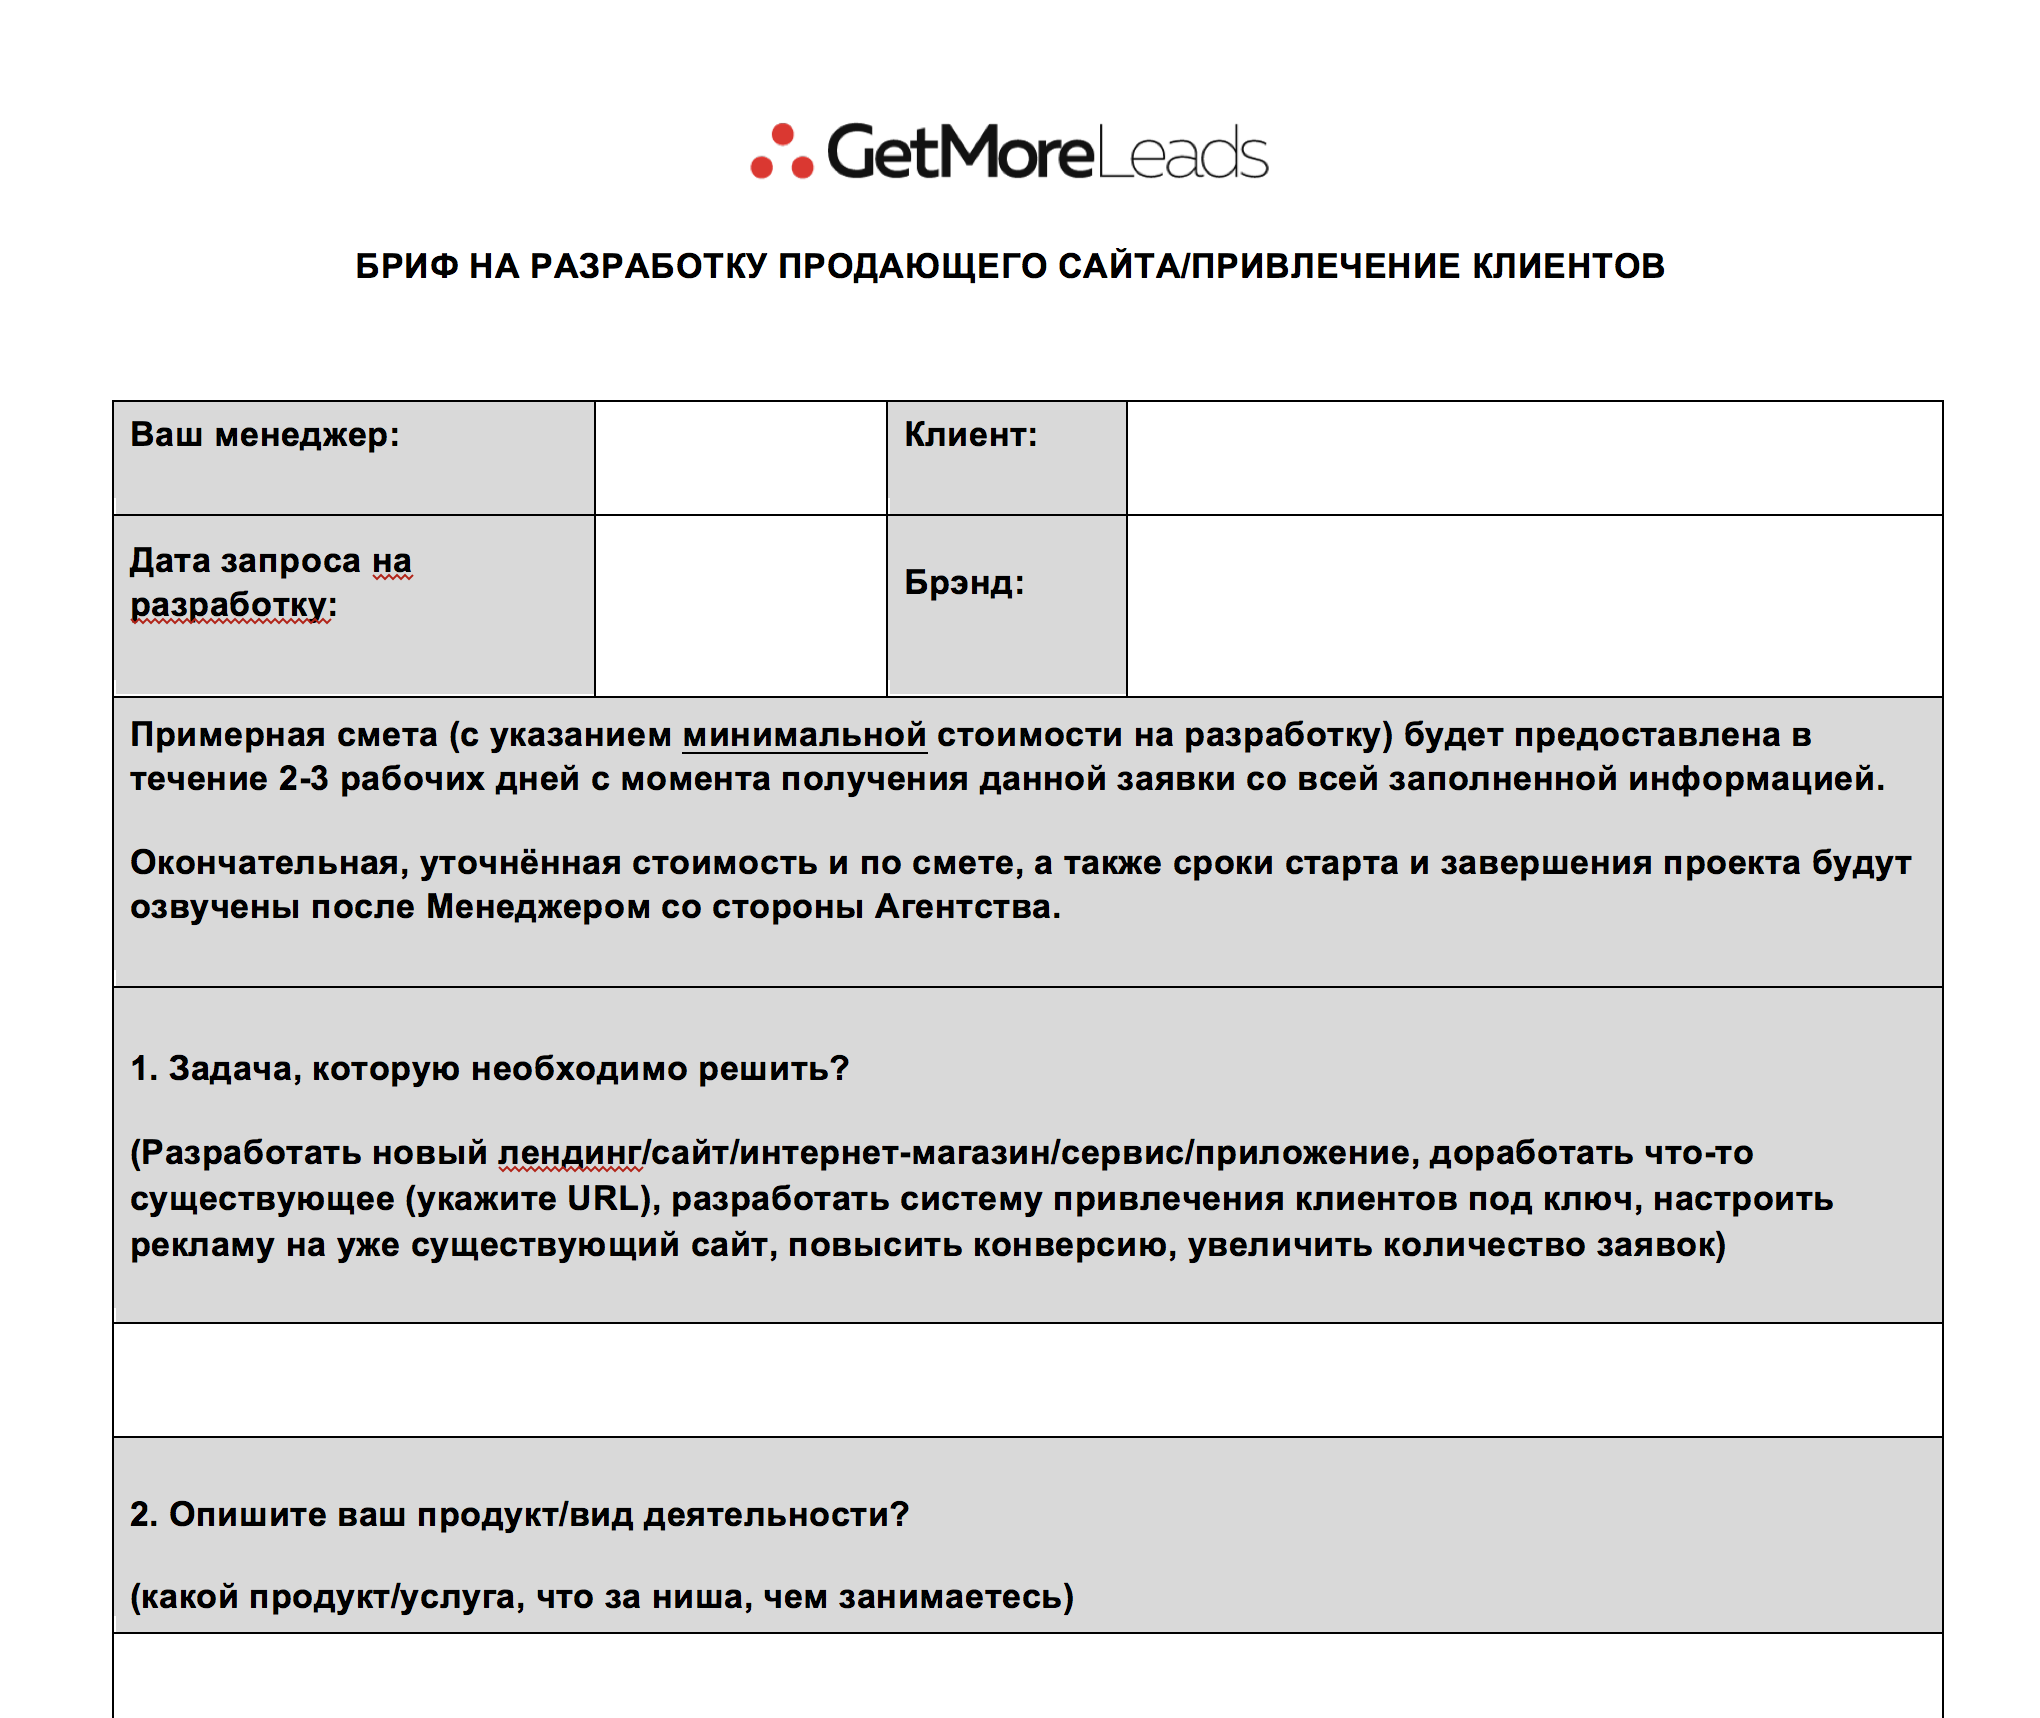 GetMoreLeads
БРИФ НА РАЗРАБОТКУ ПРОДАЮЩЕГО САЙТА/ПРИВЛЕЧЕНИЕ КЛИЕНТОВ
Ваш менеджер:
Клиент:
Дата запроса на
разработку:
Брэнд:
Примерная смета (с указанием минимальной стоимости на разработку) будет предоставлена в
течение 2-3 рабочих дней с момента получения данной заявки со всей заполненной информацией.
Окончательная, уточнённая стоимость и по смете, а также сроки старта и завершения проекта будут
озвучены после Менеджером со стороны Агентства.
1. Задача, которую необходимо решить?
(Разработать новый лендинг/сайт/интернет-магазин/сервис/приложение, доработать что-то
существующее (укажите URL), разработать систему привлечения клиентов под ключ, настроить
рекламу на уже существующий сайт, повысить конверсию, увеличить количество заявок)
2. Опишите ваш продукт/вид деятельности?
(какой продукт/услуга, что за ниша, чем занимаетесь)